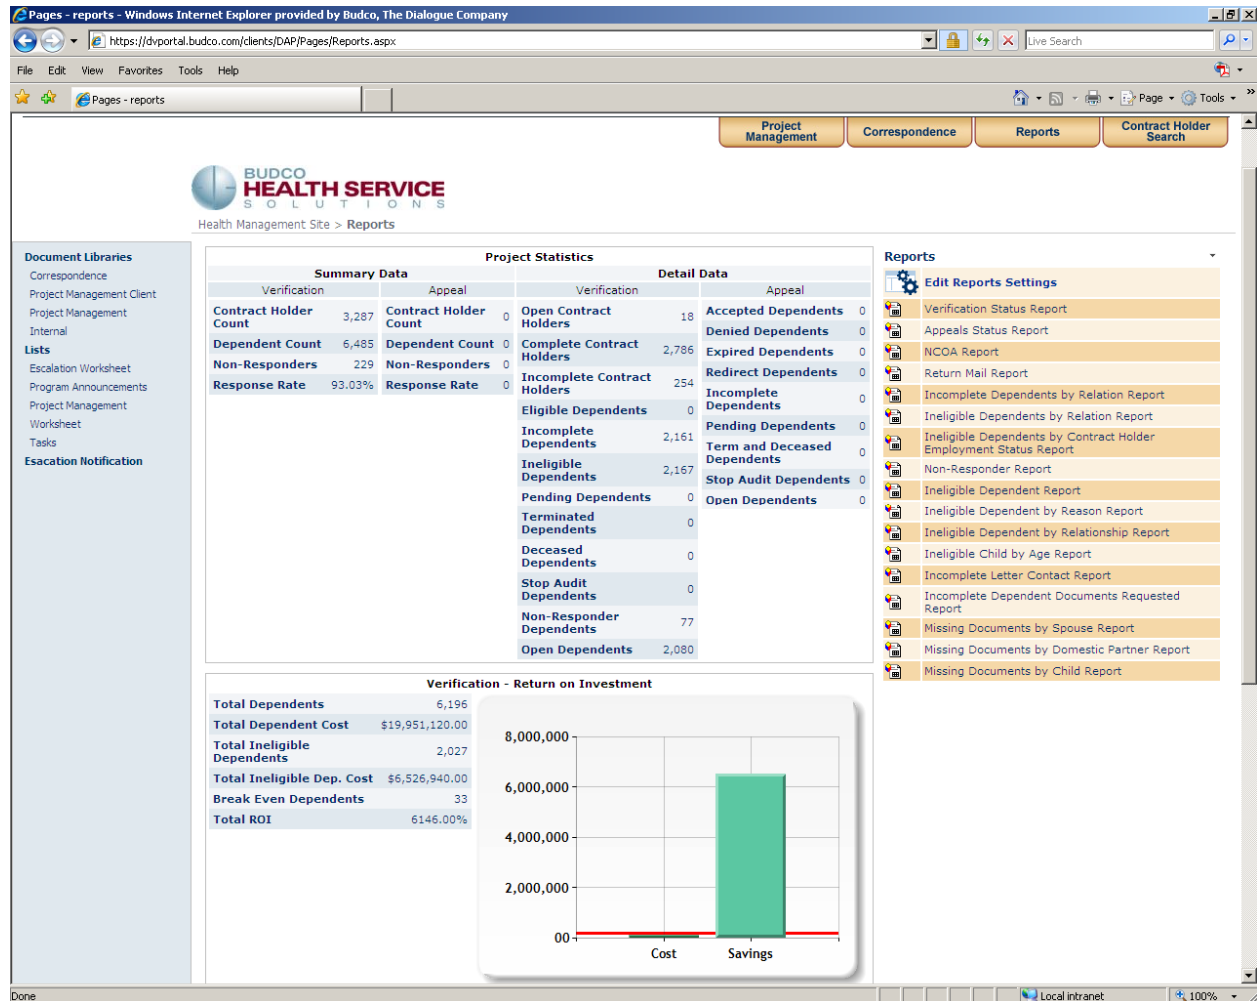 Pages - reports - Windows Internet Explorer provided by Budco, The Dialogue Company
https://dvportal.budco.com/clients/DAP/Pages/Reports.aspx
Live Search
File Edit View Favorites Tools Help
Pages - reports
Page Tools
Project Management
Correspondence
Reports
Contract Holder Search
BUDCO
HEALTH SERVICE
SOLUTIONS
Health Management Site > Reports
Document Libraries
Correspondence
Project Management Client
Project Management
Internal
Lists
Escalation Worksheet
Program Announcements
Project Management
Worksheet
Tasks
Esacation Notification
Project Statistics
Summary Data
Verification Appeal
Contract Holder Count 3,287 Contract Holder Count 0
Dependent Count 6,485 Dependent Count 0
Non-Responders 229 Non-Responders 0
Response Rate 93.03% Response Rate 0
Detail Data
Verification
Open Contract Holders 18
Complete Contract Holders 2,786
Incomplete Contract Holders 254
Eligible Dependents 0
Incomplete Dependents 2,161
Ineligible Dependents 2,167
Pending Dependents 0
Terminated Dependents 0
Deceased Dependents 0
Stop Audit Dependents 0
Non-Responder Dependents 77
Open Dependents 2,080
Appeal
Accepted Dependents 0
Denied Dependents 0
Expired Dependents 0
Redirect Dependents 0
Incomplete Dependents 0
Pending Dependents 0
Term and Deceased Dependents 0
Stop Audit Dependents 0
Open Dependents 0
Reports
Edit Reports Settings
Verification Status Report
Appeals Status Report
NCOA Report
Return Mail Report
Incomplete Dependents by Relation Report
Ineligible Dependents by Relation Report
Ineligible Dependents by Contract Holder
Employment Status Report
Non-Responder Report
Ineligible Dependent Report
Ineligible Dependent by Reason Report
Ineligible Dependent by Relationship Report
Ineligible Child by Age Report
Incomplete Letter Contact Report
Incomplete Dependent Documents Requested
Report
Missing Documents by Spouse Report
Missing Documents by Domestic Partner Report
Missing Documents by Child Report
Verification - Return on Investment
Total Dependents 6,196
Total Dependent Cost $19,951,120.00
Total Ineligible Dependents 2,027
Total Ineligible Dep. Cost $6,526,940.00
Break Even Dependents 33
Total ROI 6146.00%
8,000,000
6,000,000
4,000,000
2,000,000
00
Cost Savings
Done
Local intranet
100%